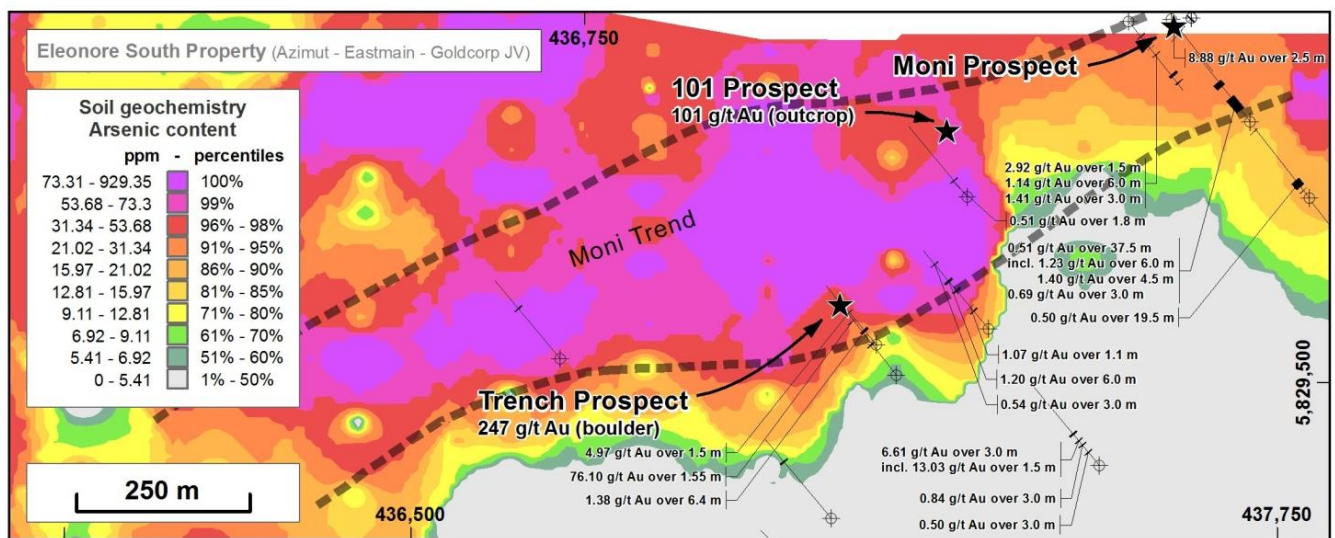 436,750
Eleonore South Property (Azimut - Eastmain - Goldcorp JV)
Soil geochemistry
Arsenic content
ppm - percentiles
73.31 - 929.35 100%
53.68 - 73.3 99%
31.34 - 53.68 96% - 98%
21.02 - 31.34 91% - 95%
15.97 - 21.02 86% - 90%
12.81 - 15.97 81% - 85%
9.11 - 12.81 71% - 80%
6.92 - 9.11 61% - 70%
5.41 - 6.92 51% - 60%
0 - 5.41 1% - 50%
250 m
Moni Prospect
8.88 g/t Au over 2.5 m
101 Prospect
101 g/t Au (outcrop)
Moni Trend
2.92 g/t Au over 1.5 m
1.14 g/t Au over 6.0 m
1.41 g/t Au over 3.0 m
0.51 g/t Au over 1.8 m
0.51 g/t Au over 37.5 m
incl. 1.23 g/t Au over 6.0 m
1.40 g/t Au over 4.5 m
0.69 g/t Au over 3.0 m
0.50 g/t Au over 19.5 m
1.07 g/t Au over 1.1 m
1.20 g/t Au over 6.0 m
0.54 g/t Au over 3.0 m
5,829,500
Trench Prospect
247 g/t Au (boulder)
4.97 g/t Au over 1.5 m
76.10 g/t Au over 1.55 m
1.38 g/t Au over 6.4 m
6.61 g/t Au over 3.0 m
incl. 13.03 g/t Au over 1.5 m
0.84 g/t Au over 3.0 m
0.50 g/t Au over 3.0 m
436,500
437,750